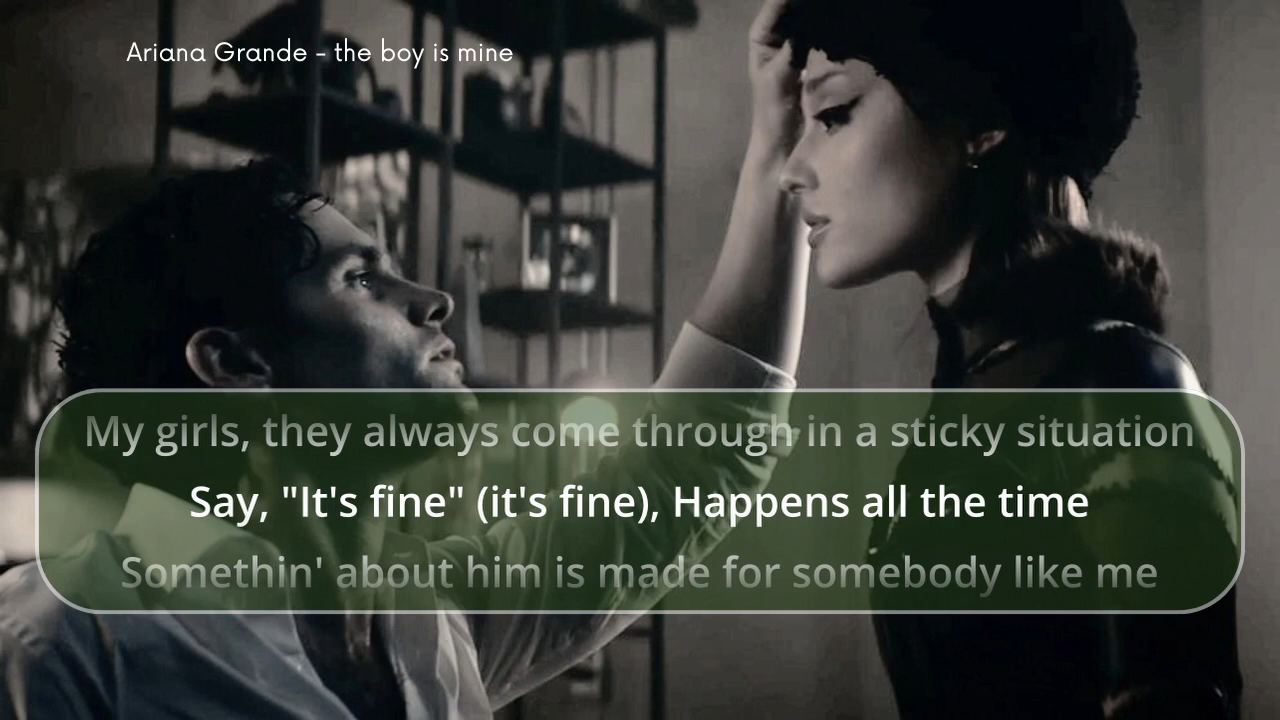 Ariana Grande - the boy is mine
My girls, they always come through in a sticky situation
Say, "It's fine" (it's fine), Happens all the time
Somethin' about him is made for somebody like me